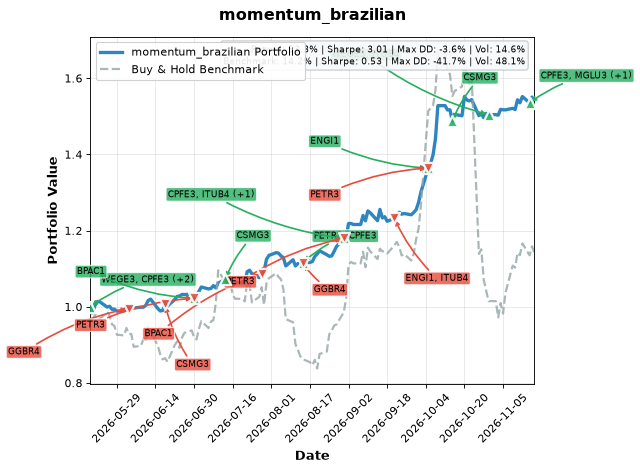 momentum_brazilian
momentum_brazilian Portfolio
Buy & Hold Benchmark
3% | Sharpe: 3.01 | Max DD: -3.6% | Vol: 14.6%
% | Sharpe: 0.53 | Max DD: -41.7% | Vol: 48.1%
CPFE3, MGLU3 (+1)
CSMG3
ENGI1
PETR3
CPFE3, ITUB4 (+1)
CSMG3
CPFE3
BPAC1
WEGE3, CPFE3 (+2)
PETR3
GGBR4
ENGI1, ITUB4
PETR3
BPAC1
GGBR4
CSMG3
Portfolio Value
1.6
1.4
1.2
1.0
0.8
2026-05-29
2026-06-14
2026-06-30
2026-07-16
2026-08-01
2026-08-17
2026-09-02
2026-09-18
2026-10-04
2026-10-20
2026-11-05
Date